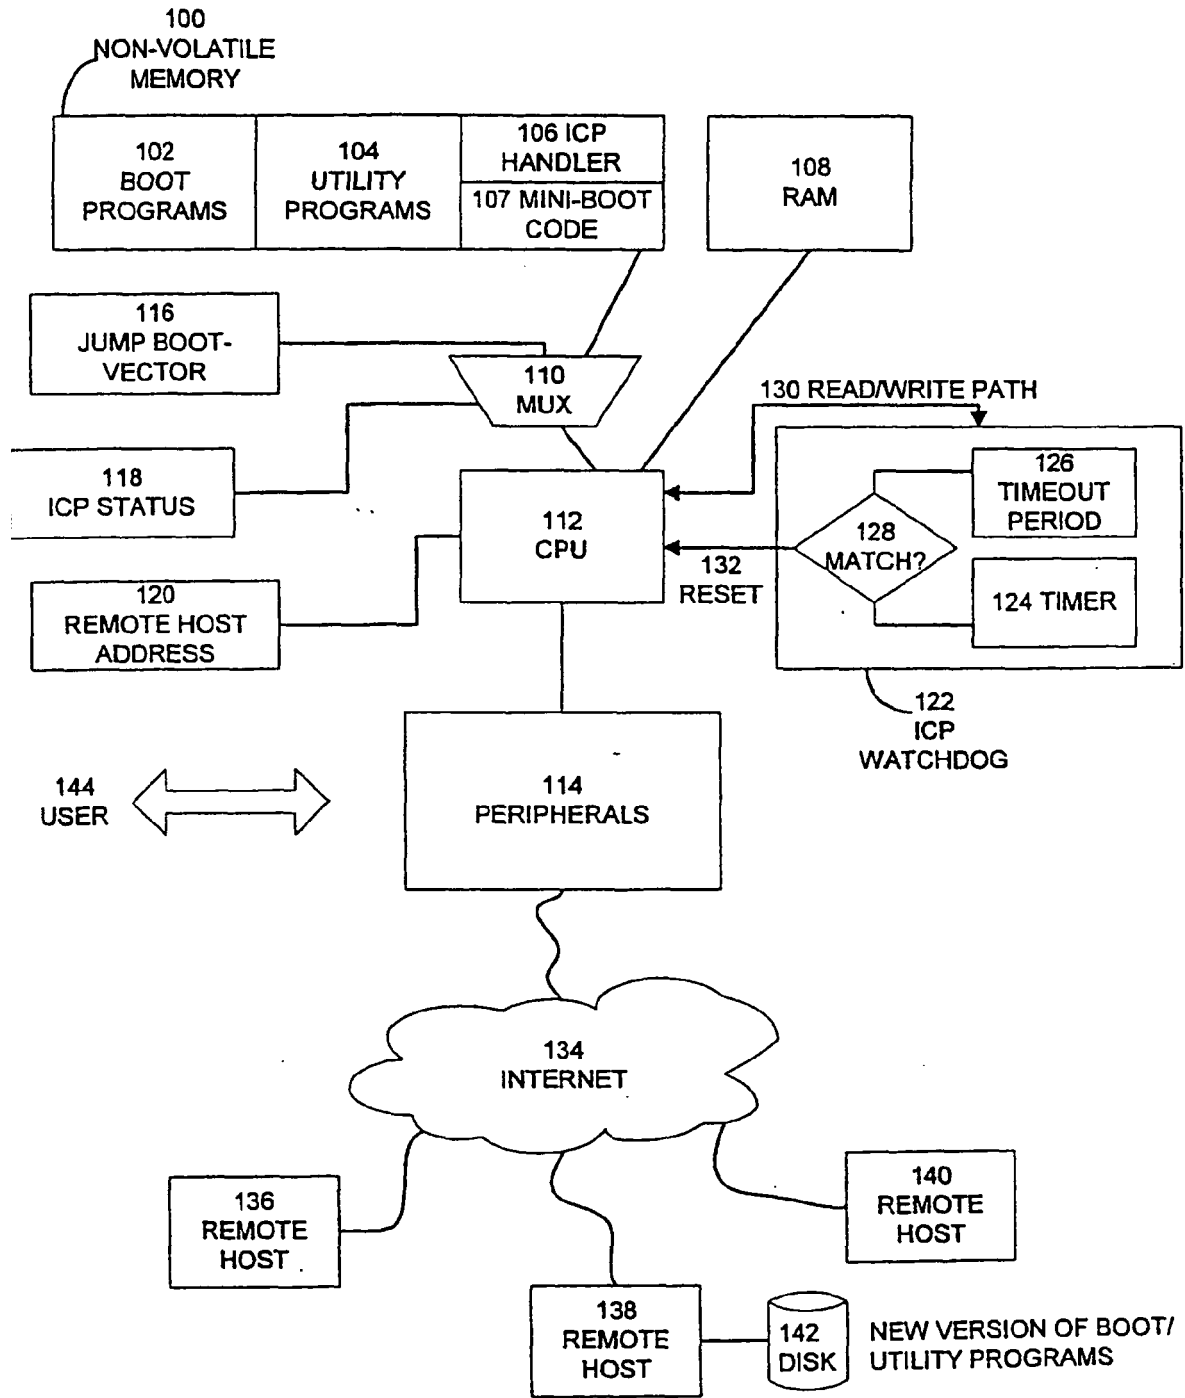 100
NON-VOLATILE
MEMORY
102
BOOT
PROGRAMS
104
UTILITY
PROGRAMS
106 ICP
HANDLER
107 MINI-BOOT
CODE
108
RAM
116
JUMP BOOT-
VECTOR
110
MUX
130 READ/WRITE PATH
118
ICP STATUS
112
CPU
126
TIMEOUT
PERIOD
128
MATCH?
132
RESET
124 TIMER
120
REMOTE HOST
ADDRESS
122
ICP
WATCHDOG
144
USER
114
PERIPHERALS
134
INTERNET
136
REMOTE
HOST
140
REMOTE
HOST
138
REMOTE
HOST
142
DISK
NEW VERSION OF BOOT/
UTILITY PROGRAMS